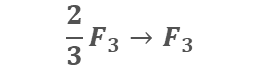 2/3 F₃ → F₃